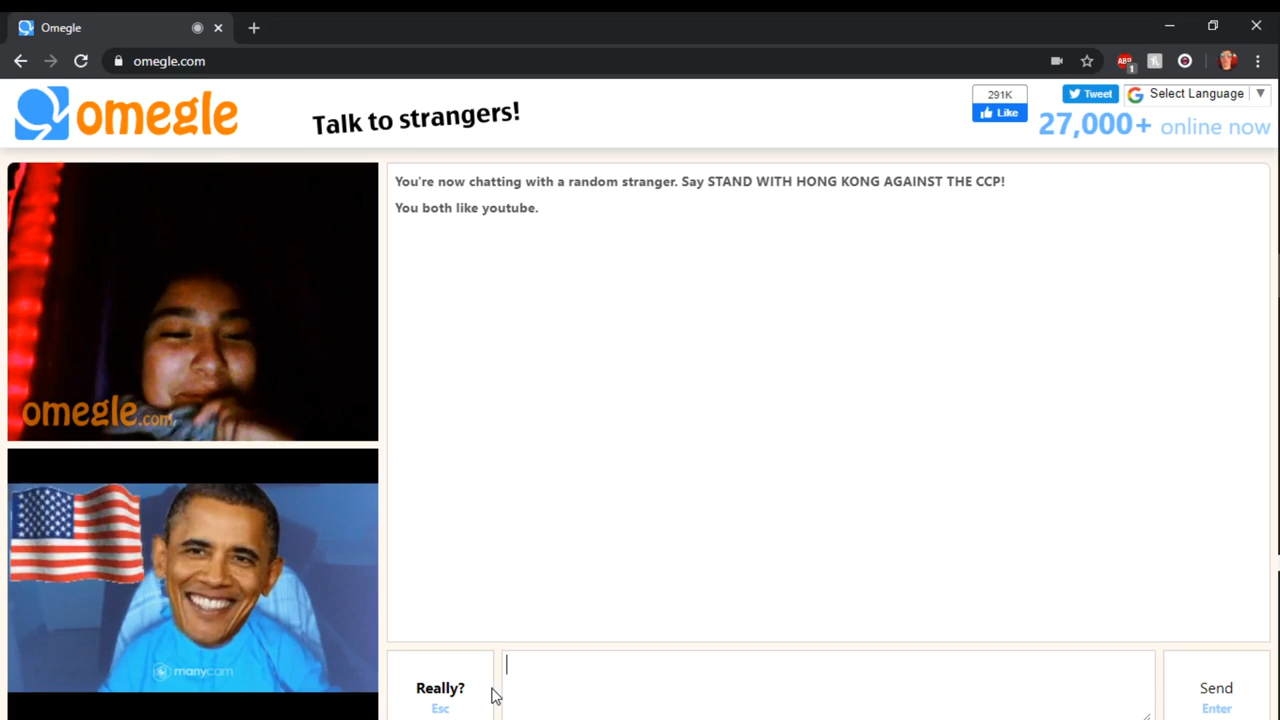 Omegle
omegle.com
ABP
1
omegle
Talk to strangers!
291K
Like
Tweet
Select Language
27,000+ online now
You're now chatting with a random stranger. Say STAND WITH HONG KONG AGAINST THE CCP!
You both like youtube.
omegle.com
manycam
Really?
Esc
Send
Enter